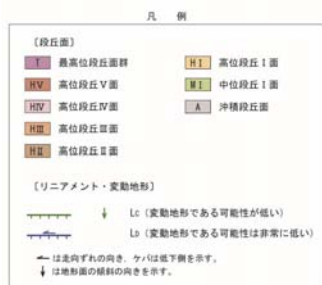 凡 例
〔段丘面〕
T 最高位段丘面群
HⅤ 高位段丘Ⅴ面
HⅣ 高位段丘Ⅳ面
HⅢ 高位段丘Ⅲ面
HⅡ 高位段丘Ⅱ面
HⅠ 高位段丘Ⅰ面
MⅠ 中位段丘Ⅰ面
A 沖積段丘面
〔リニアメント・変動地形〕
LC (変動地形である可能性が低い)
LD (変動地形である可能性は非常に低い)
は走向ずれの向き、ケバは低下側を示す。
は地形面の傾斜の向きを示す。